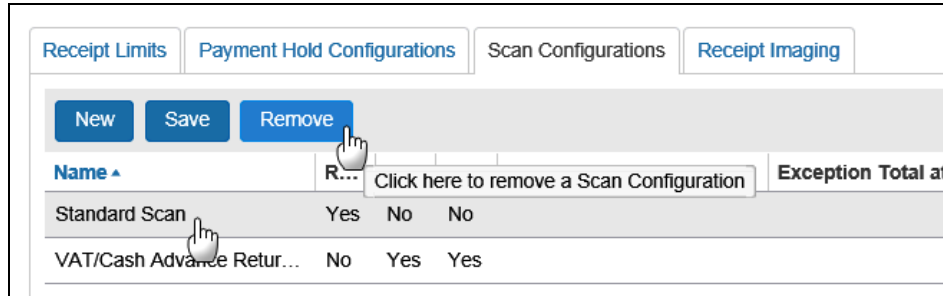 Receipt Limits Payment Hold Configurations Scan Configurations Receipt Imaging
New Save Remove
Name R... Exception Total
Click here to remove a Scan Configuration
Standard Scan Yes No No
VAT/Cash Advance Retur... No Yes Yes